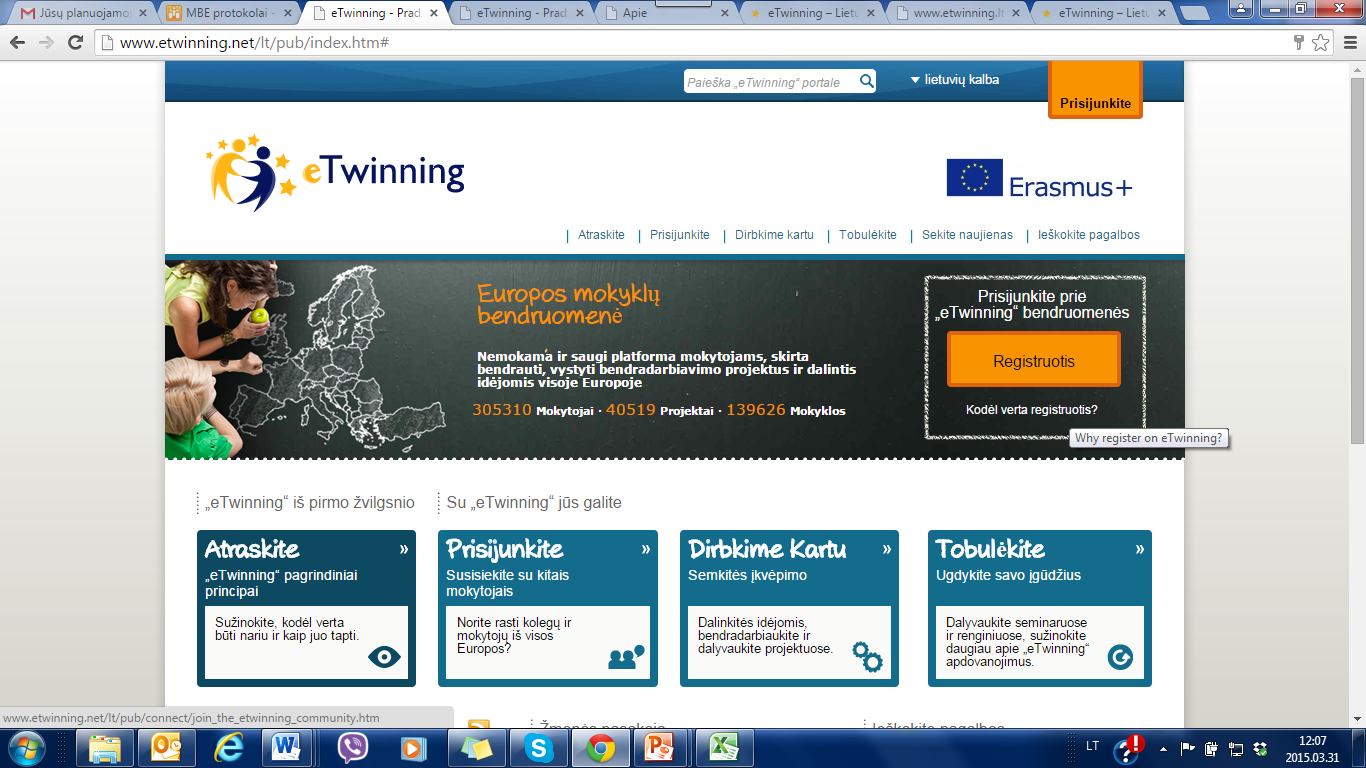 Jūsų planuojamo
MBE protokolai -
eTwinning - Prad
eTwinning - Prad
Apie
eTwinning – Lietu
www.etwinning.lt
eTwinning – Lietu
www.etwinning.net/lt/pub/index.htm#
Paieška „eTwinning“ portale
lietuvių kalba
Prisijunkite
eTwinning
Erasmus+
Atraskite
Prisijunkite
Dirbkime kartu
Tobulėkite
Sekite naujienas
Ieškokite pagalbos
Europos mokyklų
bendruomenė
Nemokama ir saugi platforma mokytojams, skirta
bendrauti, vystyti bendradarbiavimo projektus ir dalintis
idėjomis visoje Europoje
305310 Mokytojai · 40519 Projektai · 139626 Mokyklos
Prisijunkite prie
„eTwinning“ bendruomenės
Registruotis
Kodėl verta registruotis?
Why register on eTwinning?
„eTwinning“ iš pirmo žvilgsnio
Su „eTwinning“ jūs galite
Atraskite »
„eTwinning“ pagrindiniai
principai
Sužinokite, kodėl verta
būti nariu ir kaip juo tapti.
Prisijunkite »
Susisiekite su kitais
mokytojais
Norite rasti kolegų ir
mokytojų iš visos
Europos?
Dirbkime Kartu »
Semkitės įkvėpimo
Dalinkitės idėjomis,
bendradarbiaukite ir
dalyvaukite projektuose.
Tobulėkite »
Ugdykite savo įgūdžius
Dalyvaukite seminaruose
ir renginiuose, sužinokite
daugiau apie „eTwinning“
apdovanojimus.
www.etwinning.net/lt/pub/connect/join_the_etwinning_community.htm
Žmonės pasakoja
Ieškokite pagalbos
LT
12:07
2015.03.31